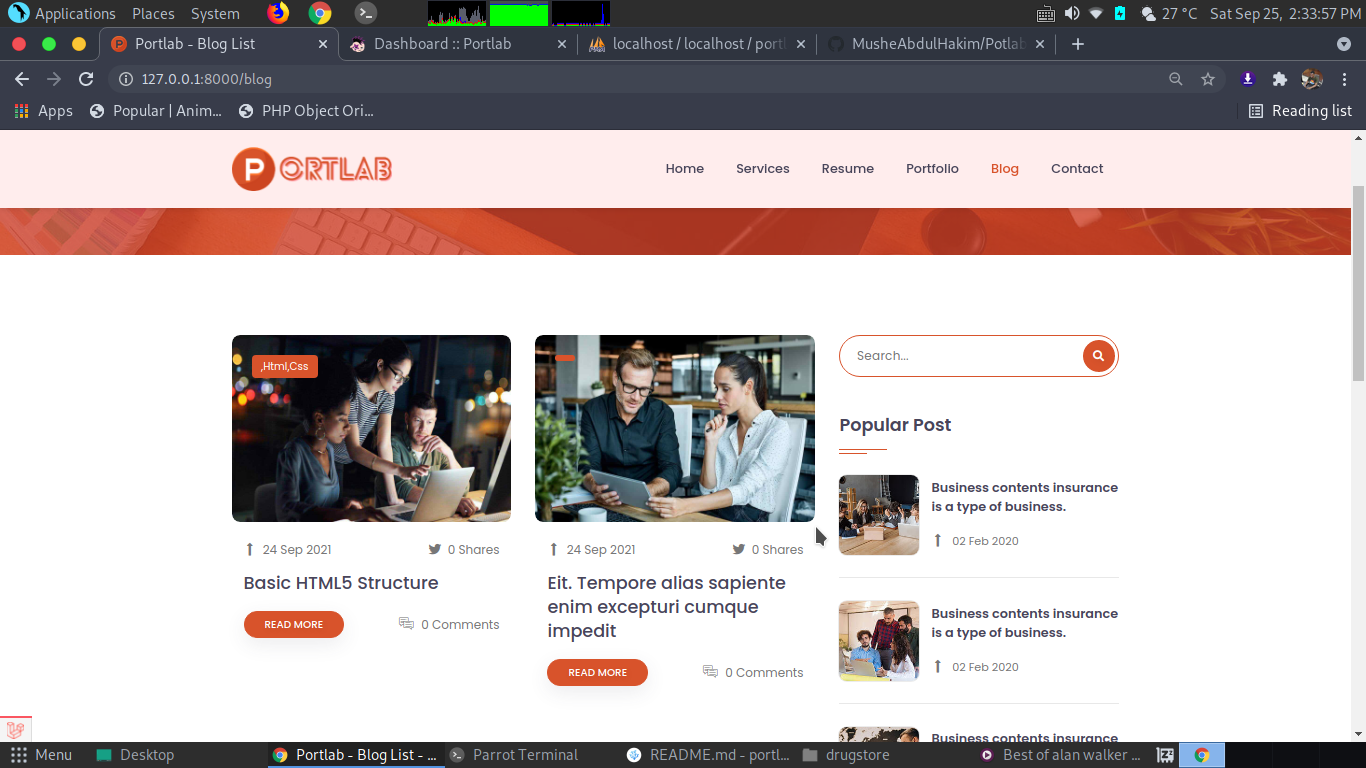 Applications Places System 27 °C Sat Sep 25, 2:33:57 PM
Portlab - Blog List Dashboard :: Portlab localhost / localhost / portl MusheAbdulHakim/Potlab
127.0.0.1:8000/blog
Apps Popular | Anim... PHP Object Ori... Reading list
PORTLAB
Home Services Resume Portfolio Blog Contact
,Html,Css
24 Sep 2021 0 Shares
Basic HTML5 Structure
READ MORE 0 Comments
24 Sep 2021 0 Shares
Eit. Tempore alias sapiente
enim excepturi cumque
impedit
READ MORE 0 Comments
Search...
Popular Post
Business contents insurance
is a type of business.
02 Feb 2020
Business contents insurance
is a type of business.
02 Feb 2020
Business contents insurance
Menu Desktop Portlab - Blog List - ... Parrot Terminal README.md - portl... drugstore Best of alan walker ...